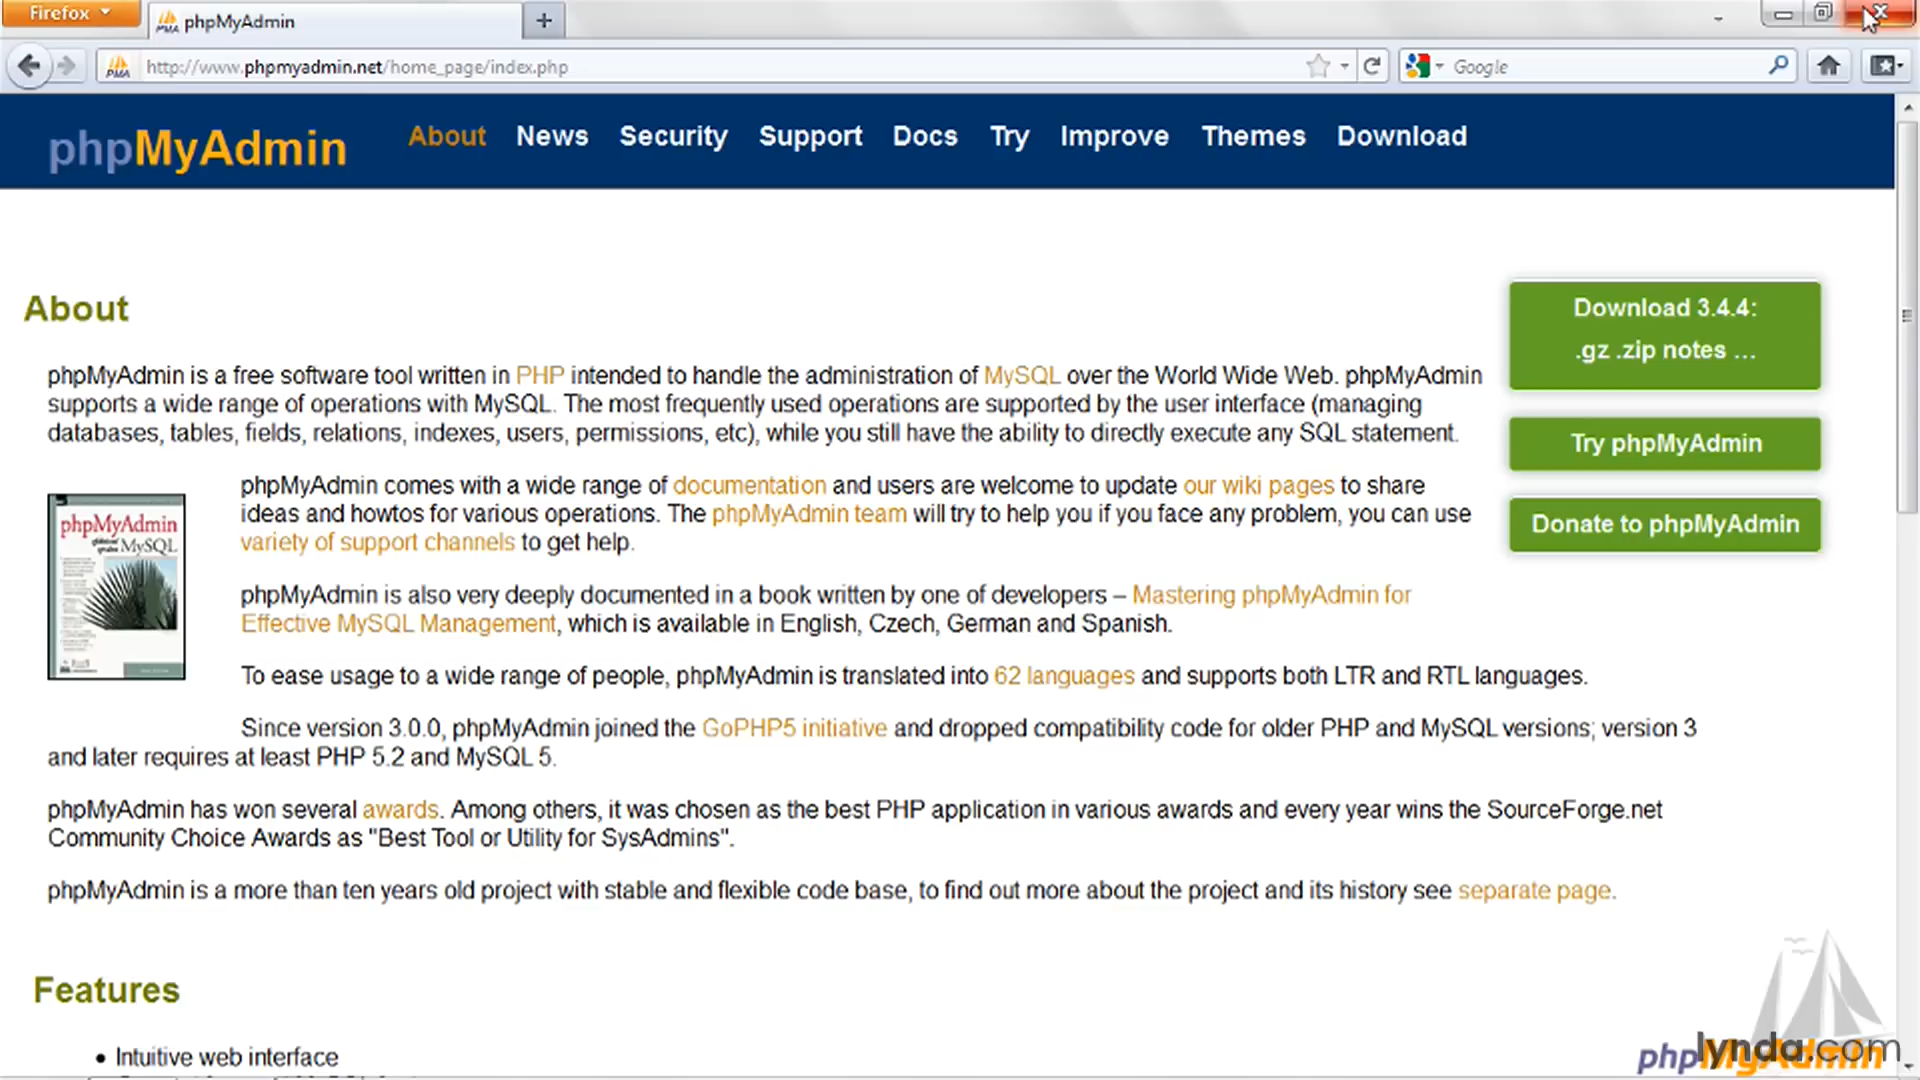 Firefox
phpMyAdmin
http://www.phpmyadmin.net/home_page/index.php
Google
phpMyAdmin
About News Security Support Docs Try Improve Themes Download
About
Download 3.4.4:
.gz .zip notes ...
phpMyAdmin is a free software tool written in PHP intended to handle the administration of MySQL over the World Wide Web. phpMyAdmin
supports a wide range of operations with MySQL. The most frequently used operations are supported by the user interface (managing
databases, tables, fields, relations, indexes, users, permissions, etc), while you still have the ability to directly execute any SQL statement.
Try phpMyAdmin
Donate to phpMyAdmin
phpMyAdmin
MySQL
phpMyAdmin comes with a wide range of documentation and users are welcome to update our wiki pages to share
ideas and howtos for various operations. The phpMyAdmin team will try to help you if you face any problem, you can use
variety of support channels to get help.
phpMyAdmin is also very deeply documented in a book written by one of developers – Mastering phpMyAdmin for
Effective MySQL Management, which is available in English, Czech, German and Spanish.
To ease usage to a wide range of people, phpMyAdmin is translated into 62 languages and supports both LTR and RTL languages.
Since version 3.0.0, phpMyAdmin joined the GoPHP5 initiative and dropped compatibility code for older PHP and MySQL versions; version 3
and later requires at least PHP 5.2 and MySQL 5.
phpMyAdmin has won several awards. Among others, it was chosen as the best PHP application in various awards and every year wins the SourceForge.net
Community Choice Awards as "Best Tool or Utility for SysAdmins".
phpMyAdmin is a more than ten years old project with stable and flexible code base, to find out more about the project and its history see separate page.
Features
• Intuitive web interface
phpMyAdmin
lynda.com